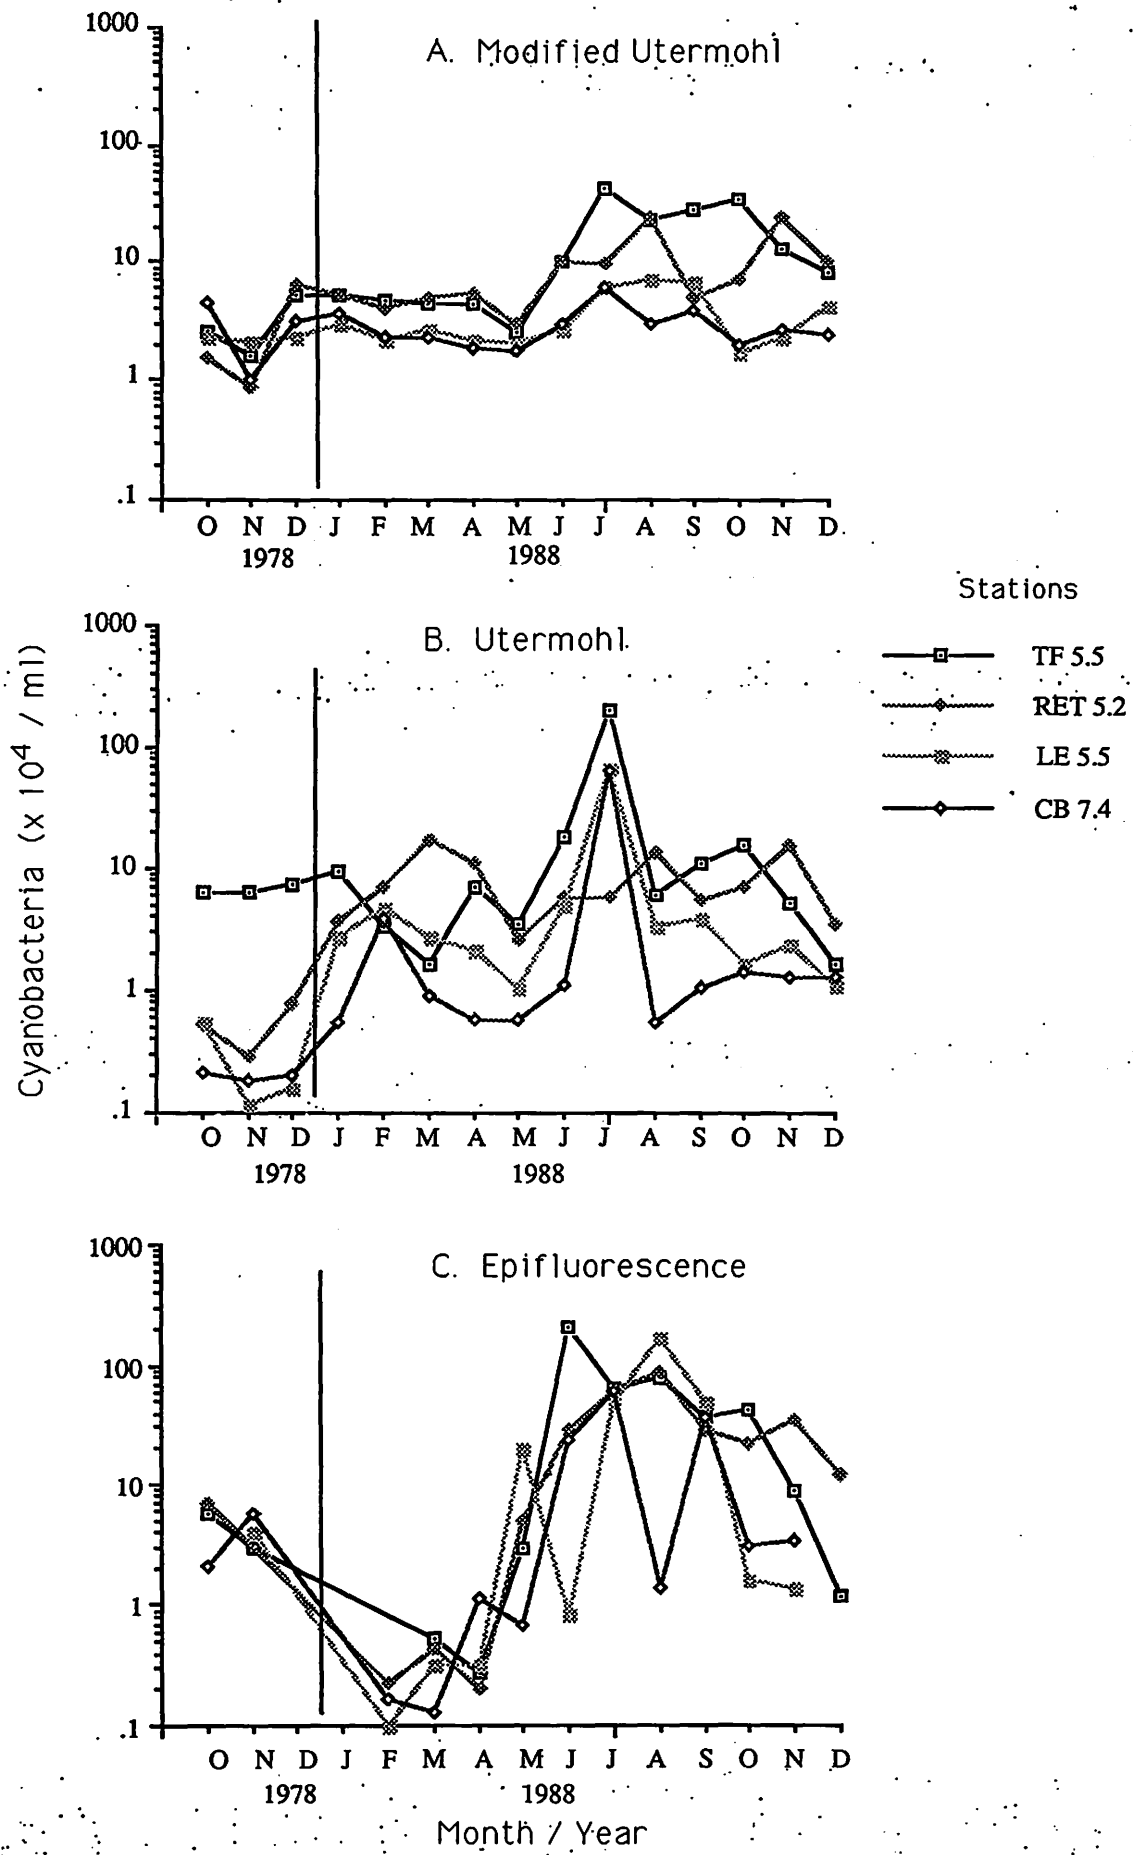 A. Modified Utermohl
1000
100
10
1
.1
O N D J F M A M J J A S O N D
1978 1988
Stations
TF 5.5
RET 5.2
LE 5.5
CB 7.4
Cyanobacteria (x 10⁴ / ml)
B. Utermohl
1000
100
10
1
.1
O N D J F M A M J J A S O N D
1978 1988
C. Epifluorescence
1000
100
10
1
.1
O N D J F M A M J J A S O N D
1978 1988
Month / Year